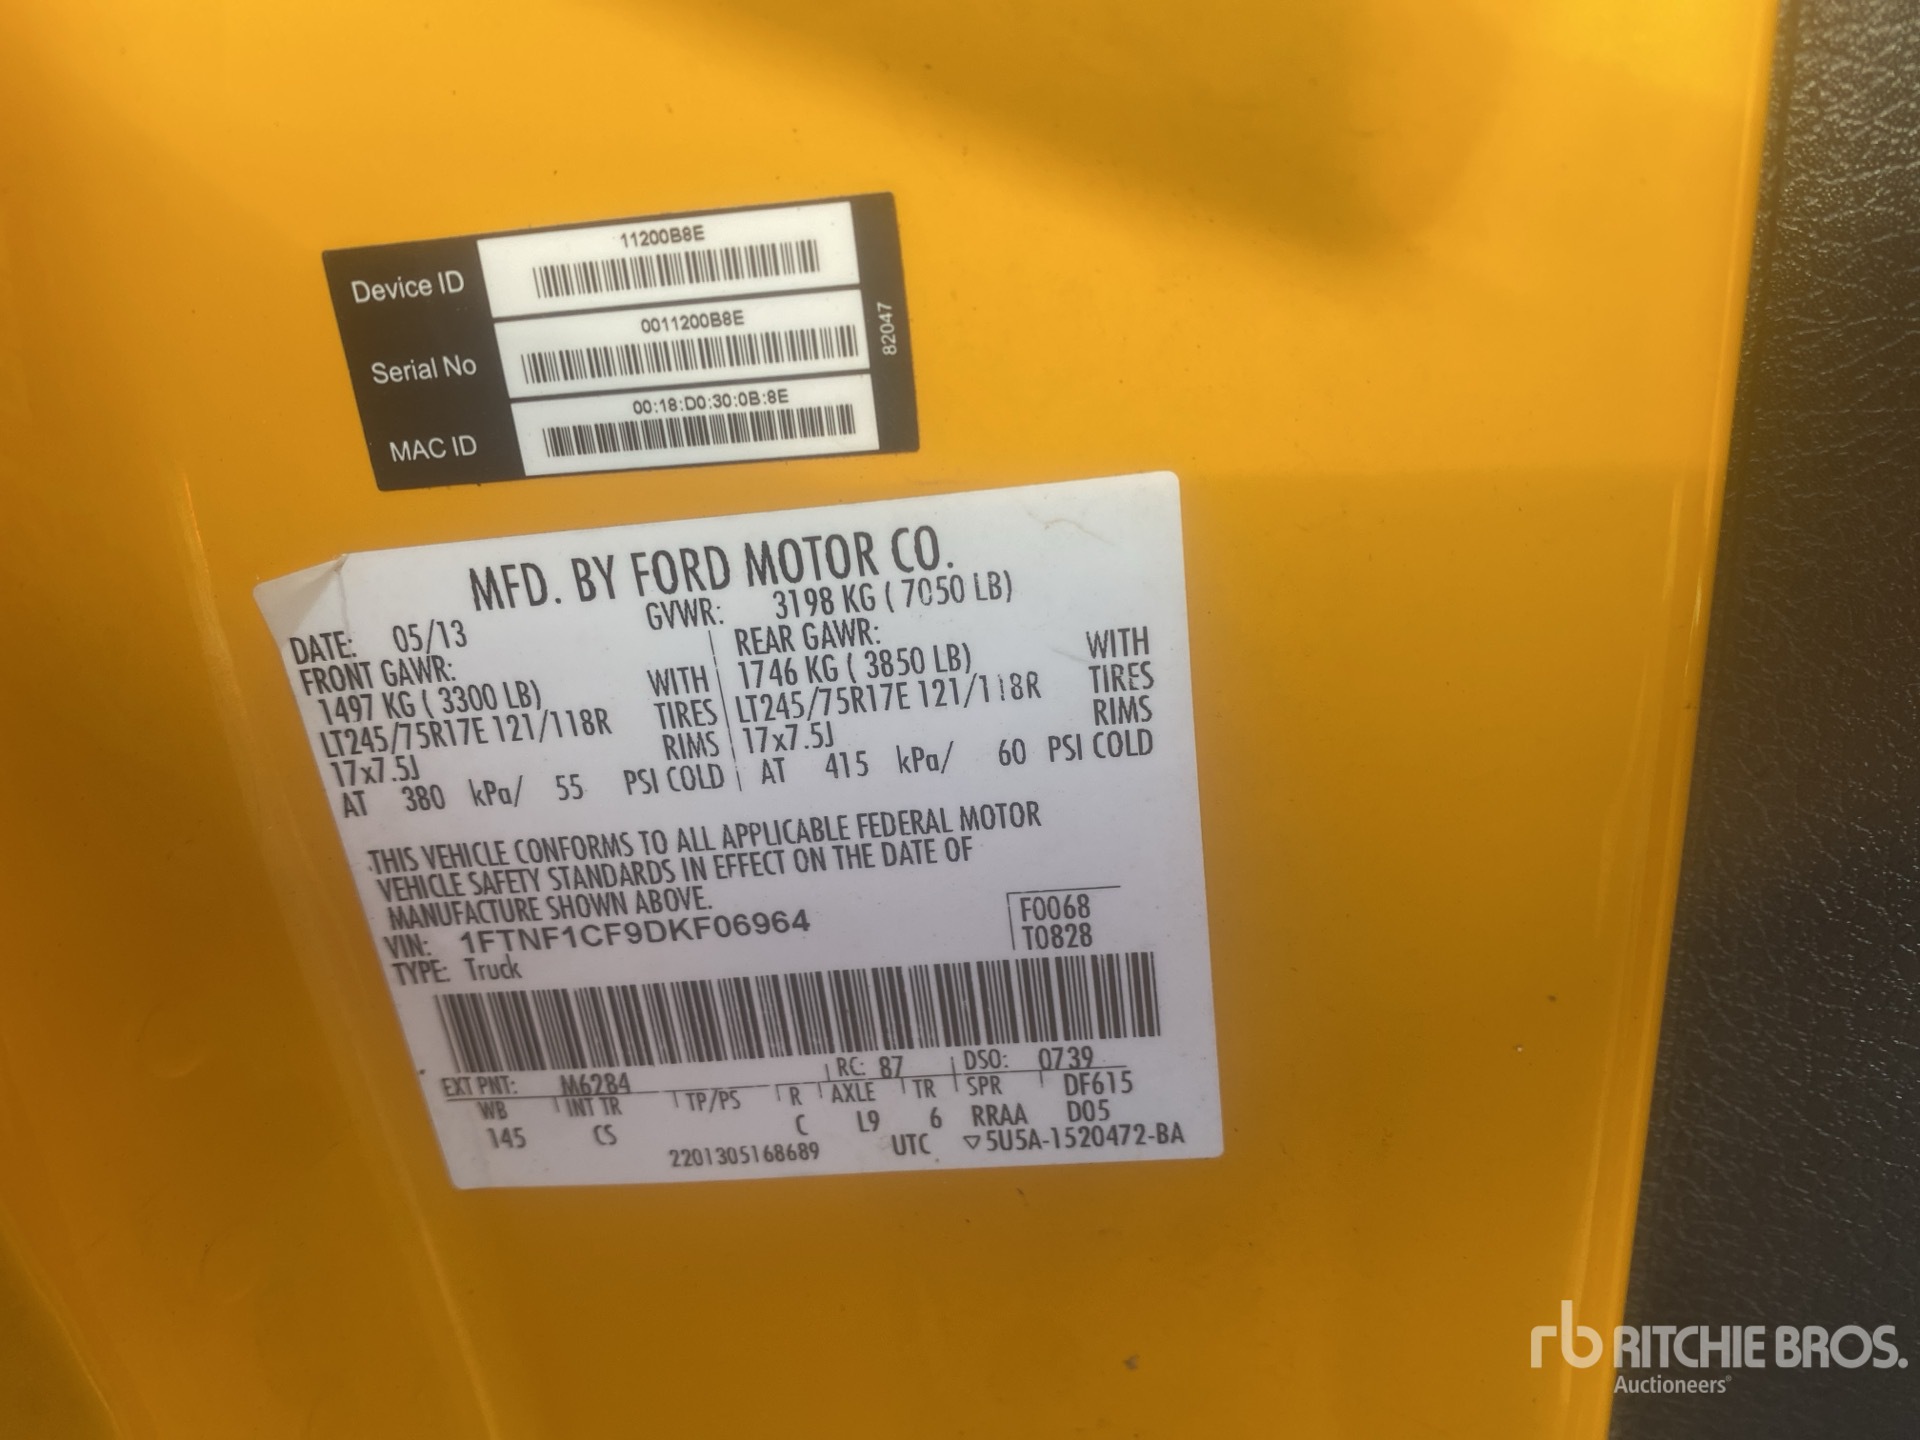 Device ID 11200B8E
Serial No 0011200B8E
MAC ID 00:18:D0:30:0B:8E
82047
MFD. BY FORD MOTOR CO.
DATE: 05/13 GVWR: 3198 KG ( 7050 LB)
FRONT GAWR: REAR GAWR:
1497 KG ( 3300 LB) WITH 1746 KG ( 3850 LB) WITH
LT245/75R17E 121/118R TIRES LT245/75R17E 121/118R TIRES
17x7.5J RIMS 17x7.5J RIMS
AT 380 kPa/ 55 PSI COLD AT 415 kPa/ 60 PSI COLD
THIS VEHICLE CONFORMS TO ALL APPLICABLE FEDERAL MOTOR
VEHICLE SAFETY STANDARDS IN EFFECT ON THE DATE OF
MANUFACTURE SHOWN ABOVE.
VIN: 1FTNF1CF9DKF06964 F0068
TYPE: Truck T0828
EXT PNT: M6284 RC: 87 DSO: 0739
WB INT TR TP/PS R AXLE TR SPR DF615
145 CS C L9 6 RRAA D05
2201305168689 UTC ▽5U5A-1520472-BA
rb RITCHIE BROS.
Auctioneers®